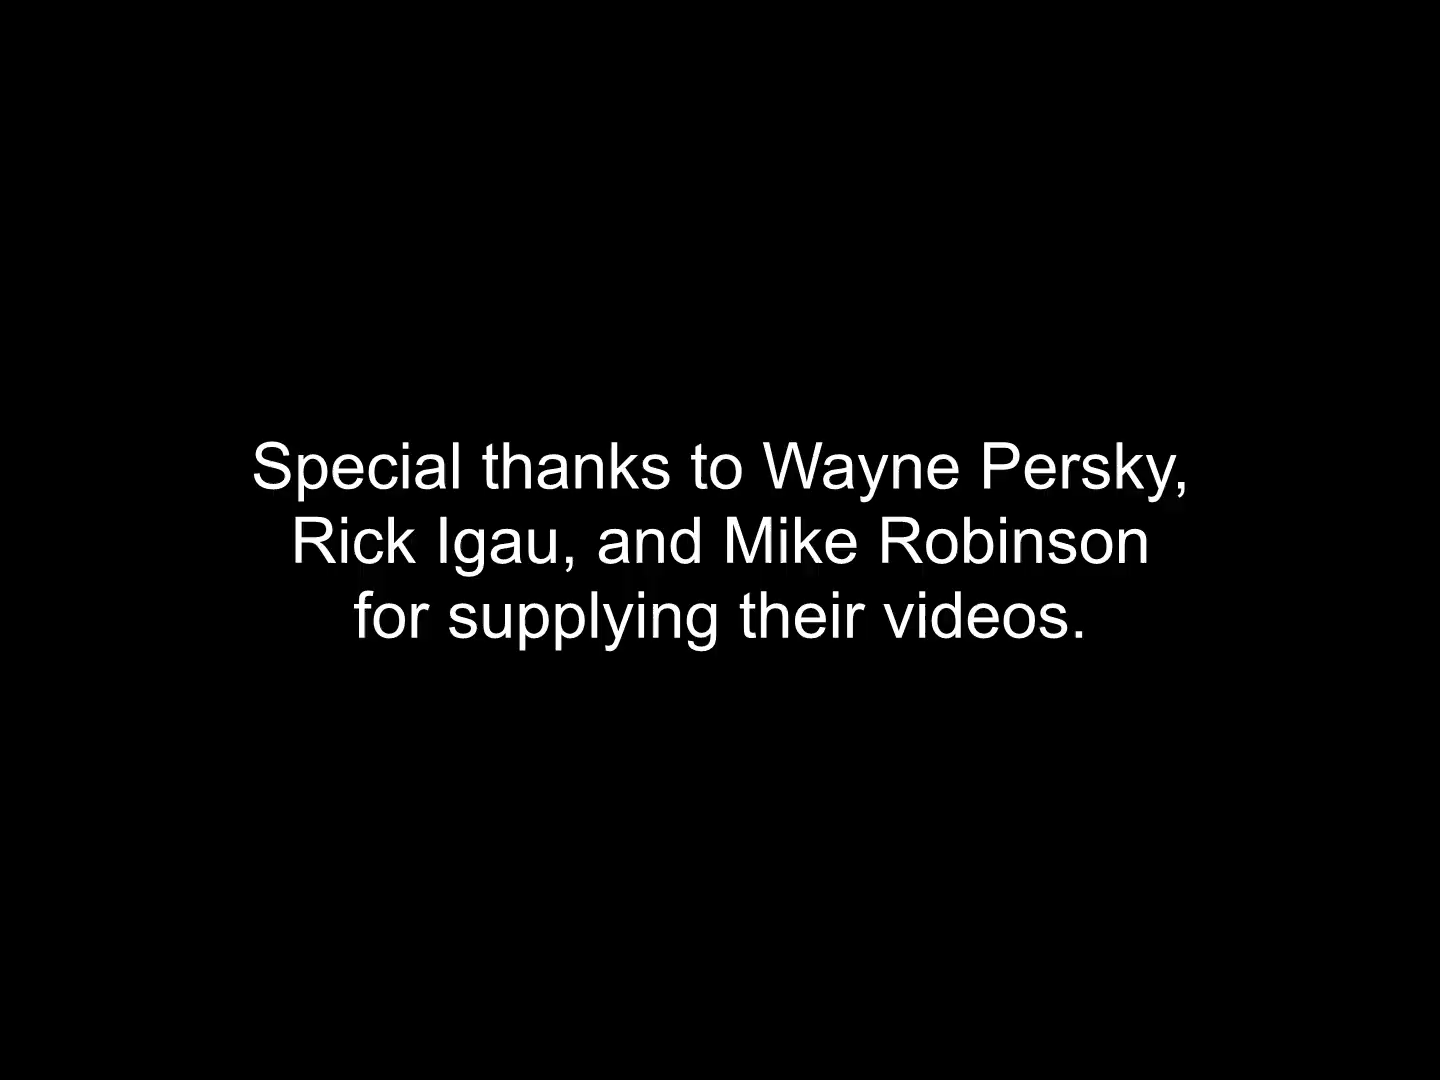 Special thanks to Wayne Persky,
Rick Igau, and Mike Robinson
for supplying their videos.